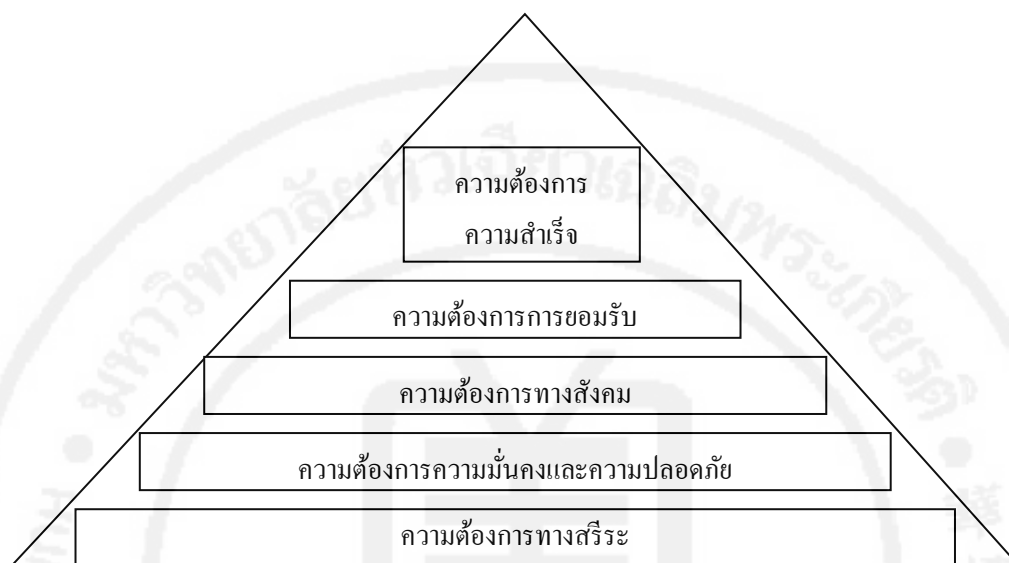 ความต้องการ
ความสำเร็จ
ความต้องการการยอมรับ
ความต้องการทางสังคม
ความต้องการความมั่นคงและความปลอดภัย
ความต้องการทางสรีระ